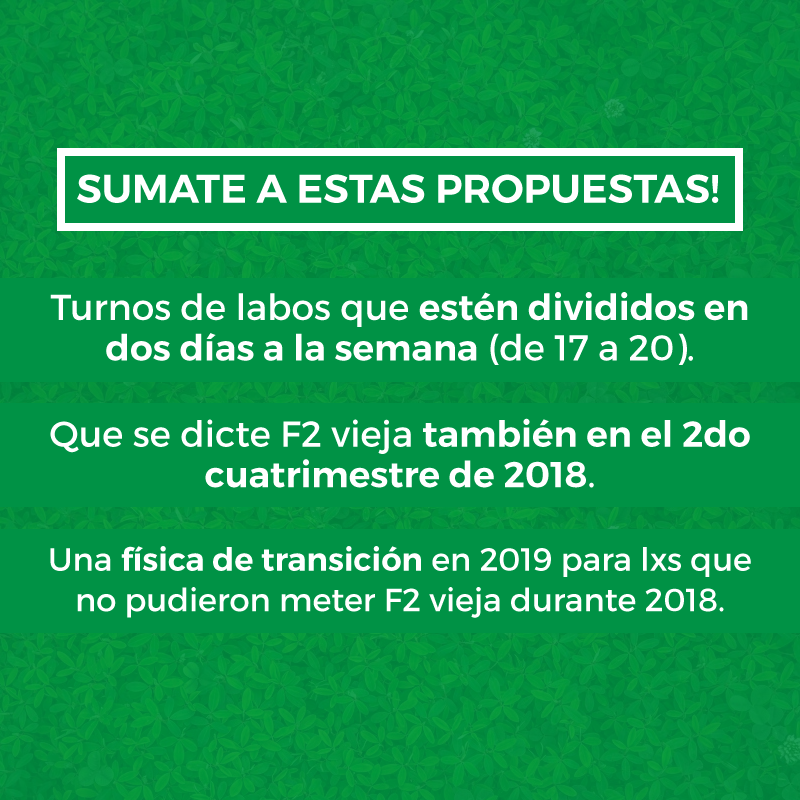 SUMATE A ESTAS PROPUESTAS!
Turnos de labos que estén divididos en
dos días a la semana (de 17 a 20).
Que se dicte F2 vieja también en el 2do
cuatrimestre de 2018.
Una física de transición en 2019 para lxs que
no pudieron meter F2 vieja durante 2018.